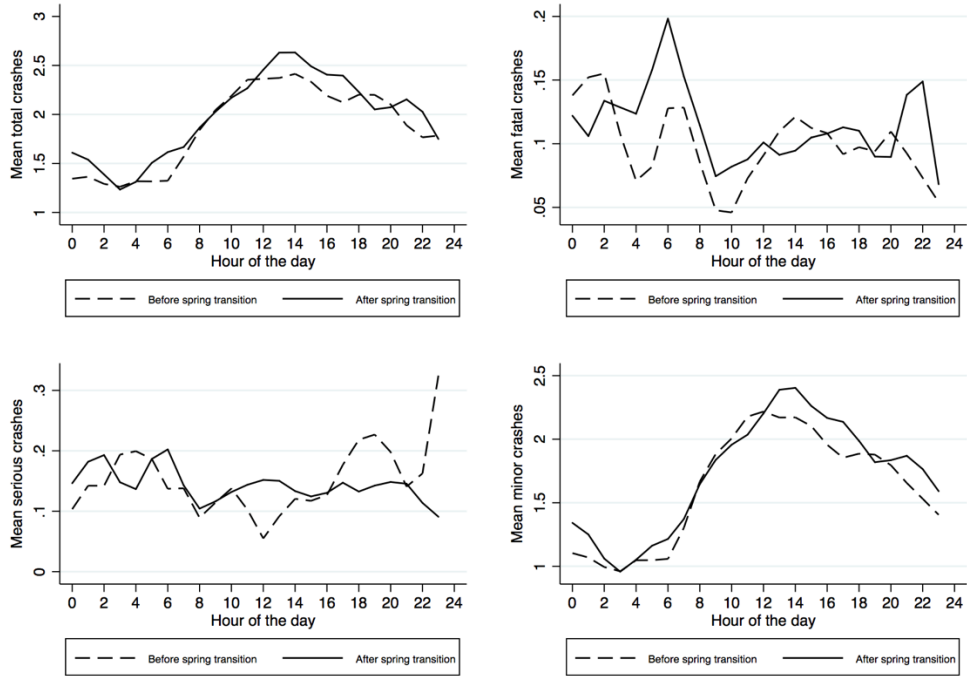 Mean total crashes
3
2.5
2
1.5
1
0 2 4 6 8 10 12 14 16 18 20 22 24
Hour of the day
Before spring transition After spring transition
Mean fatal crashes
.2
.15
.1
.05
0 2 4 6 8 10 12 14 16 18 20 22 24
Hour of the day
Before spring transition After spring transition
Mean serious crashes
.3
.2
.1
0
0 2 4 6 8 10 12 14 16 18 20 22 24
Hour of the day
Before spring transition After spring transition
Mean minor crashes
2.5
2
1.5
1
0 2 4 6 8 10 12 14 16 18 20 22 24
Hour of the day
Before spring transition After spring transition